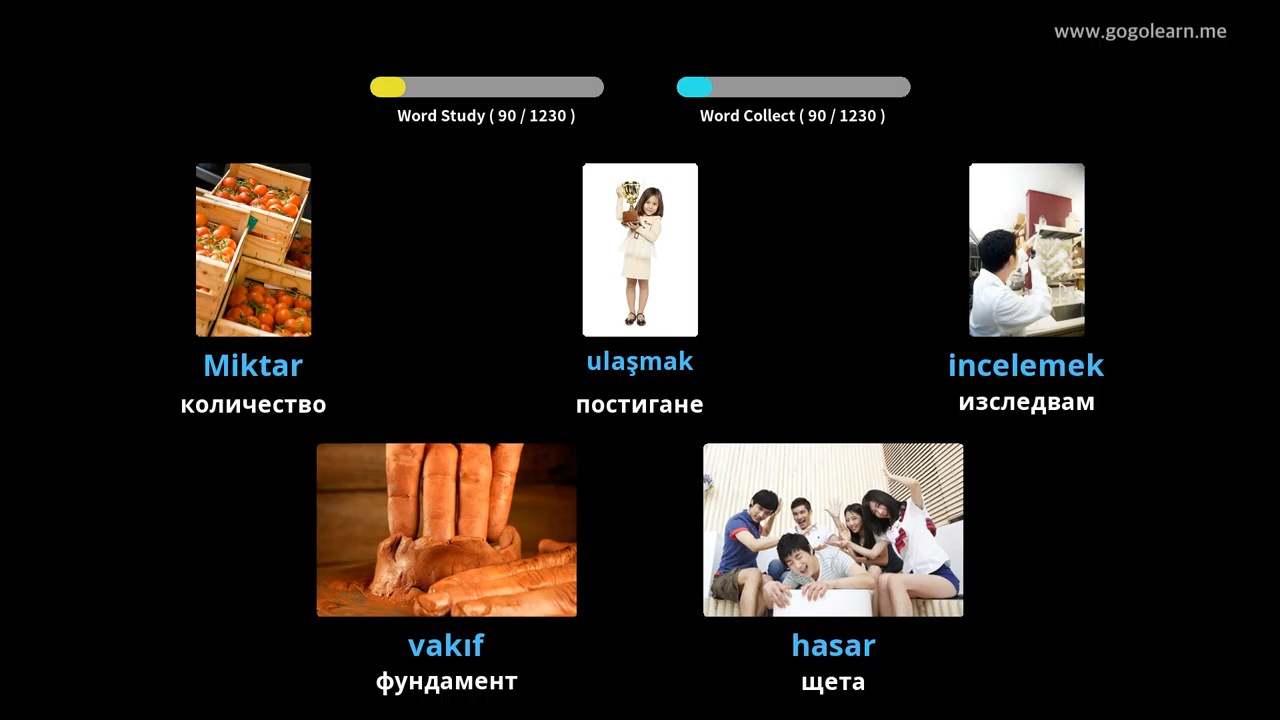 www.gogolearn.me
Word Study ( 90 / 1230 )
Word Collect ( 90 / 1230 )
Miktar
количество
ulaşmak
постигане
incelemek
изследвам
vakıf
фундамент
hasar
щета